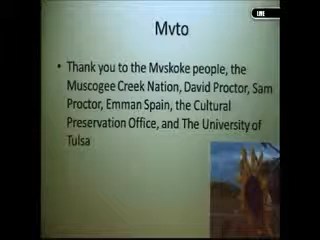 LIVE
Mvto
• Thank you to the Mvskoke people, the
Muscogee Creek Nation, David Proctor, Sam
Proctor, Emman Spain, the Cultural
Preservation Office, and The University of
Tulsa